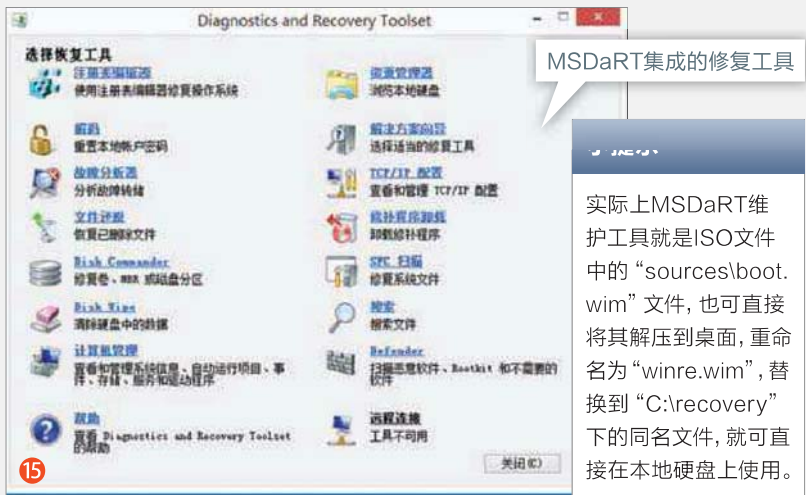 Diagnostics and Recovery Toolset
选择恢复工具
注册表编辑器
使用注册表编辑器修复操作系统
资源管理器
浏览本地硬盘
解码
重置本地帐户密码
解决方案向导
选择适当的修复工具
故障分析器
分析故障转储
TCP/IP 配置
查看和管理 TCP/IP 配置
文件还原
恢复已删除文件
修补程序卸载
卸载修补程序
Disk Commander
修复卷、MBR 或磁盘分区
SFC 扫描
修复系统文件
Disk Wipe
清除硬盘中的数据
搜索
搜索文件
计算机管理
查看和管理系统信息、自动运行项目、事
件、存储、服务和驱动程序
Defender
扫描恶意软件、Rootkit 和不需要的
软件
帮助
查看 Diagnostics and Recovery Toolset
的帮助
远程连接
工具不可用
关闭(C)
15
MSDaRT集成的修复工具
实际上MSDaRT维
护工具就是ISO文件
中的“sources\boot.
wim”文件，也可直接
将其解压到桌面，重命
名为“winre.wim”，替
换到“C:\recovery”
下的同名文件，就可直
接在本地硬盘上使用。